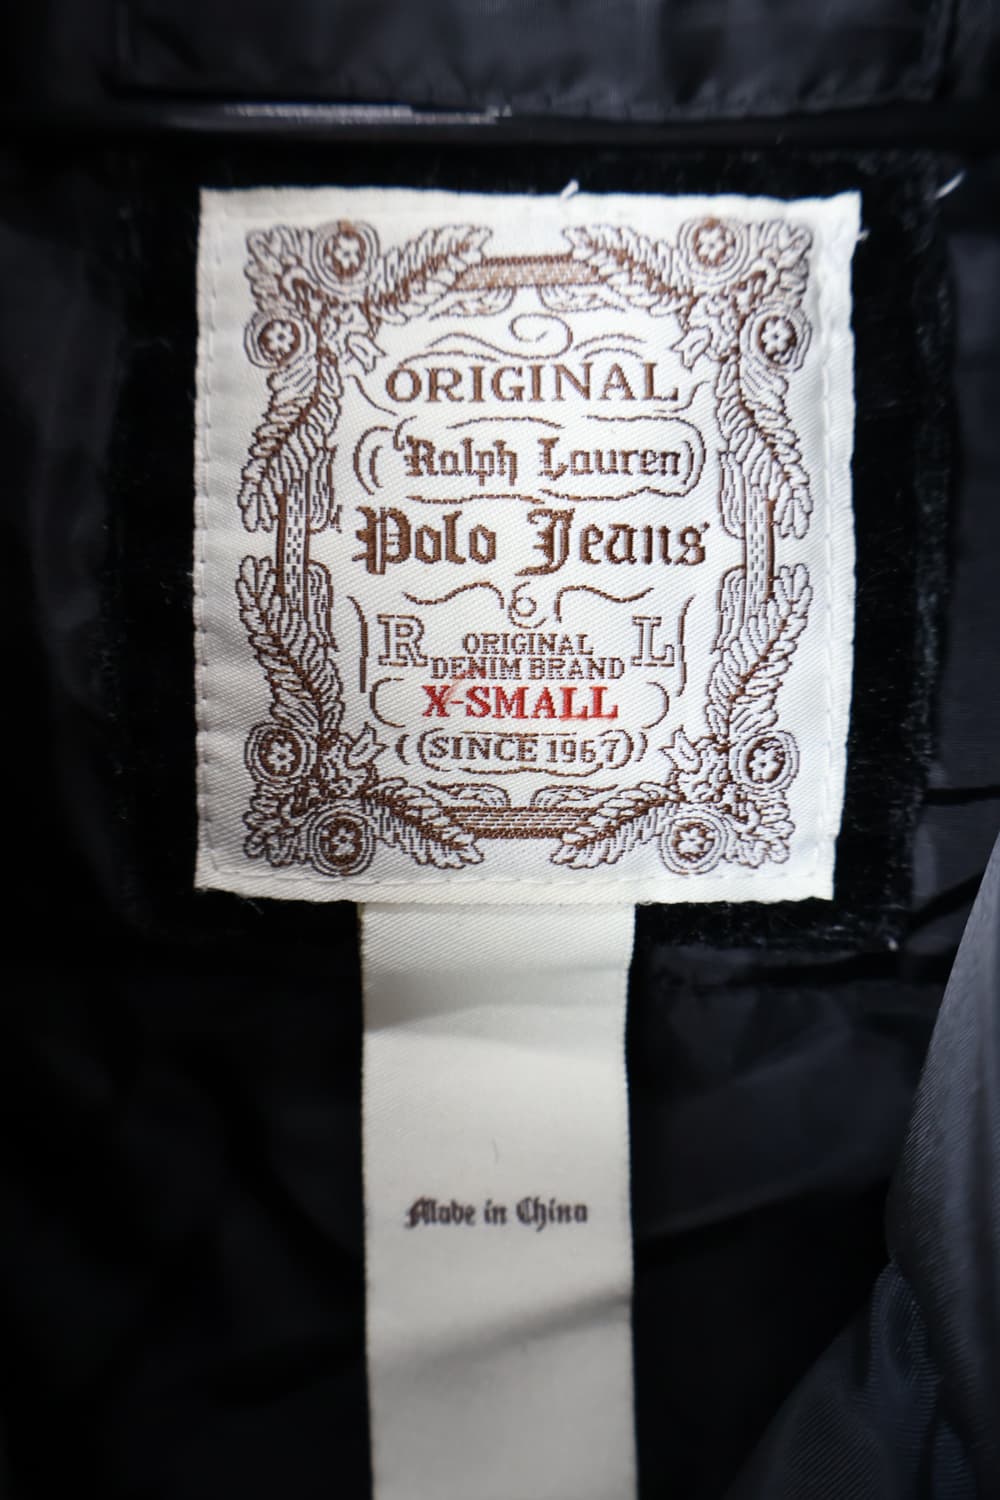 ORIGINAL
Ralph Lauren
Polo Jeans
R ORIGINAL L
DENIM BRAND
X-SMALL
SINCE 1967
Made in China